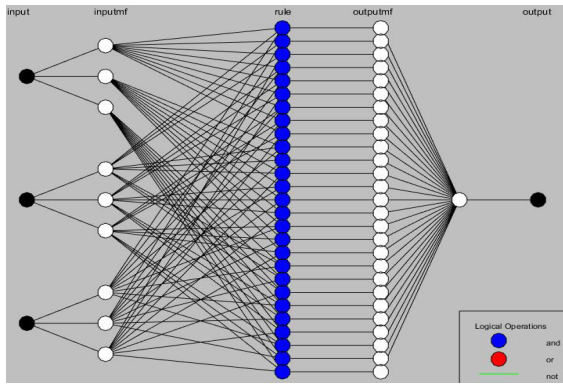 input
inputmf
rule
outputmf
output
Logical Operations
and
or
not